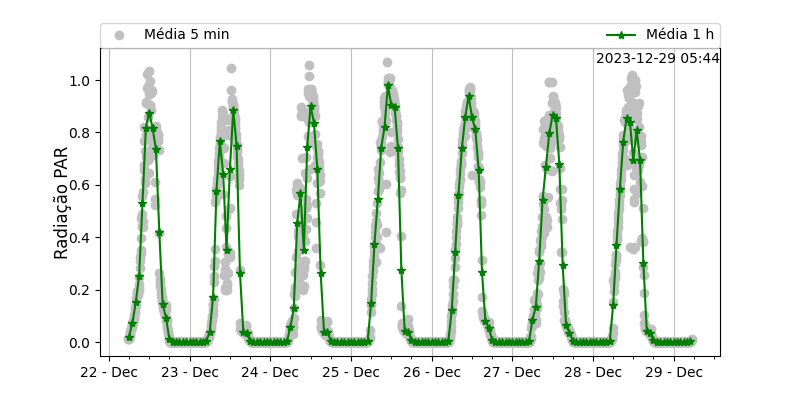 Média 5 min
Média 1 h
2023-12-29 05:44
Radiação PAR
1.0
0.8
0.6
0.4
0.2
0.0
22 - Dec
23 - Dec
24 - Dec
25 - Dec
26 - Dec
27 - Dec
28 - Dec
29 - Dec